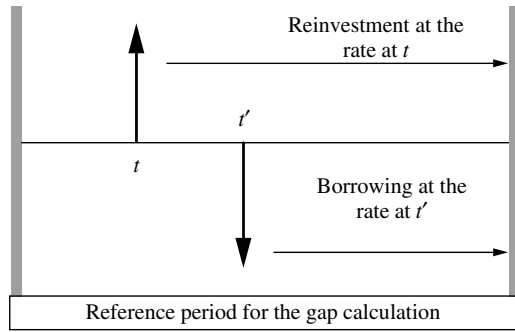 Reinvestment at the
rate at t
t′
t
Borrowing at the
rate at t′
Reference period for the gap calculation